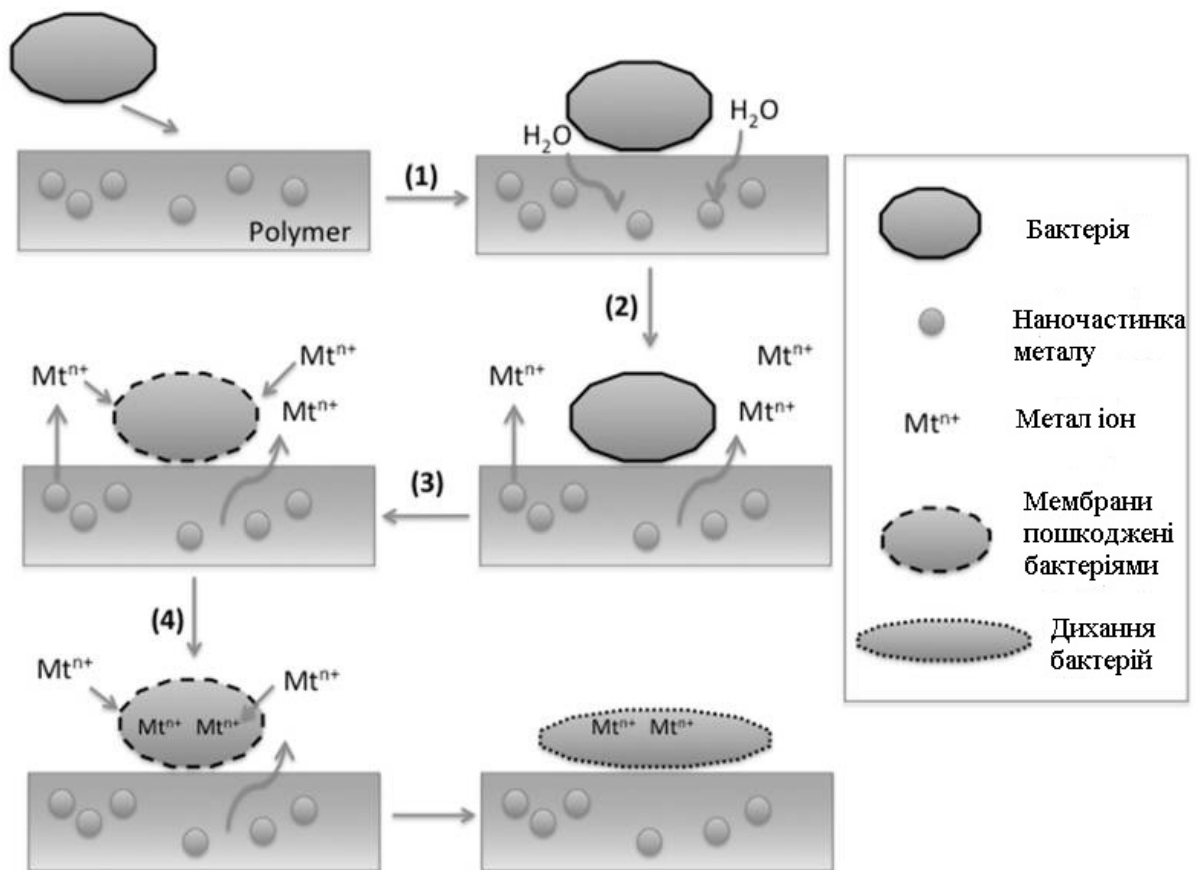 H₂O
H₂O
(1)
Polymer
(2)
Mtⁿ⁺
Mtⁿ⁺
Mtⁿ⁺
(3)
Mtⁿ⁺
Mtⁿ⁺
Mtⁿ⁺
(4)
Mtⁿ⁺
Mtⁿ⁺
Mtⁿ⁺ Mtⁿ⁺
Mtⁿ⁺ Mtⁿ⁺
Бактерія
Наночастинка
металу
Mtⁿ⁺
Метал іон
Мембрани
пошкоджені
бактеріями
Дихання
бактерій